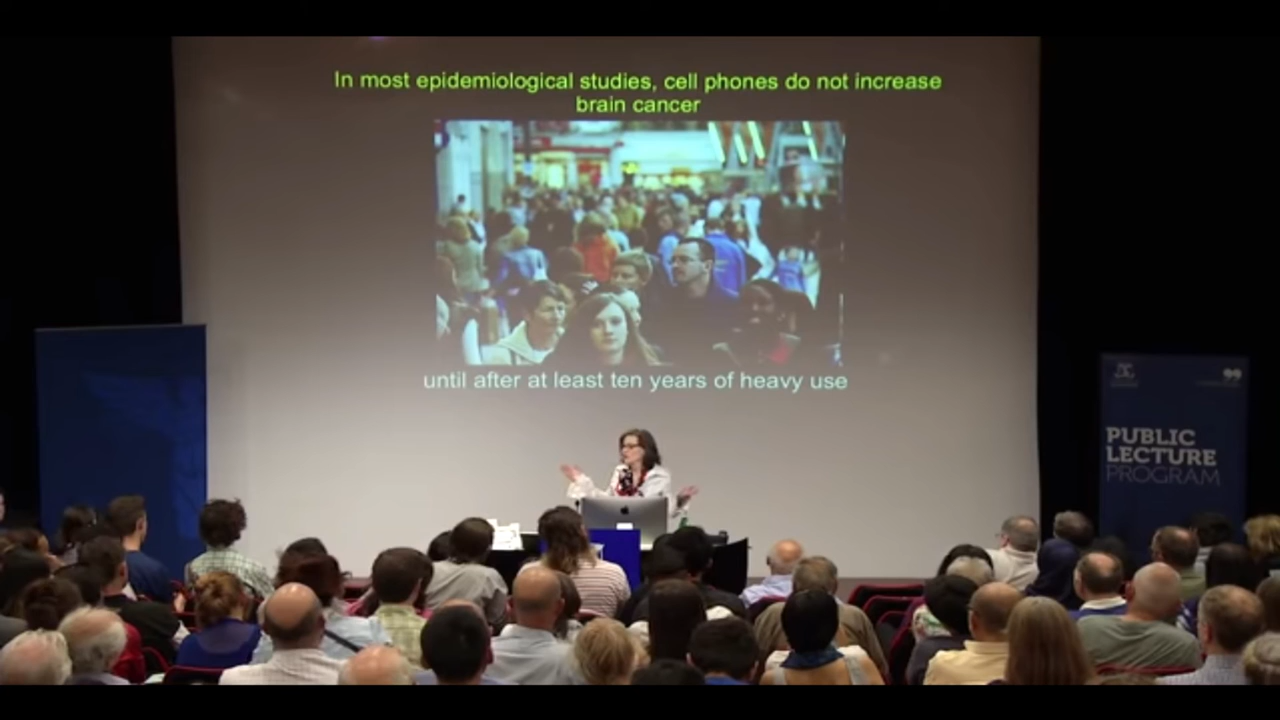 In most epidemiological studies, cell phones do not increase
brain cancer
until after at least ten years of heavy use
PUBLIC
LECTURE
PROGRAM